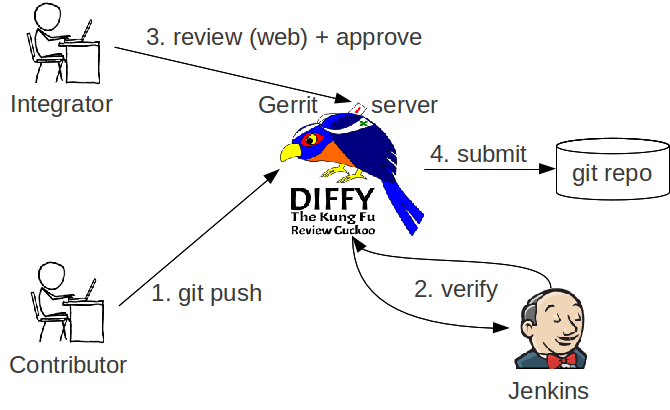 3. review (web) + approve
Integrator
Gerrit server
4. submit
git repo
DIFFY
The Kung Fu
Review Cuckoo
1. git push
2. verify
Contributor
Jenkins